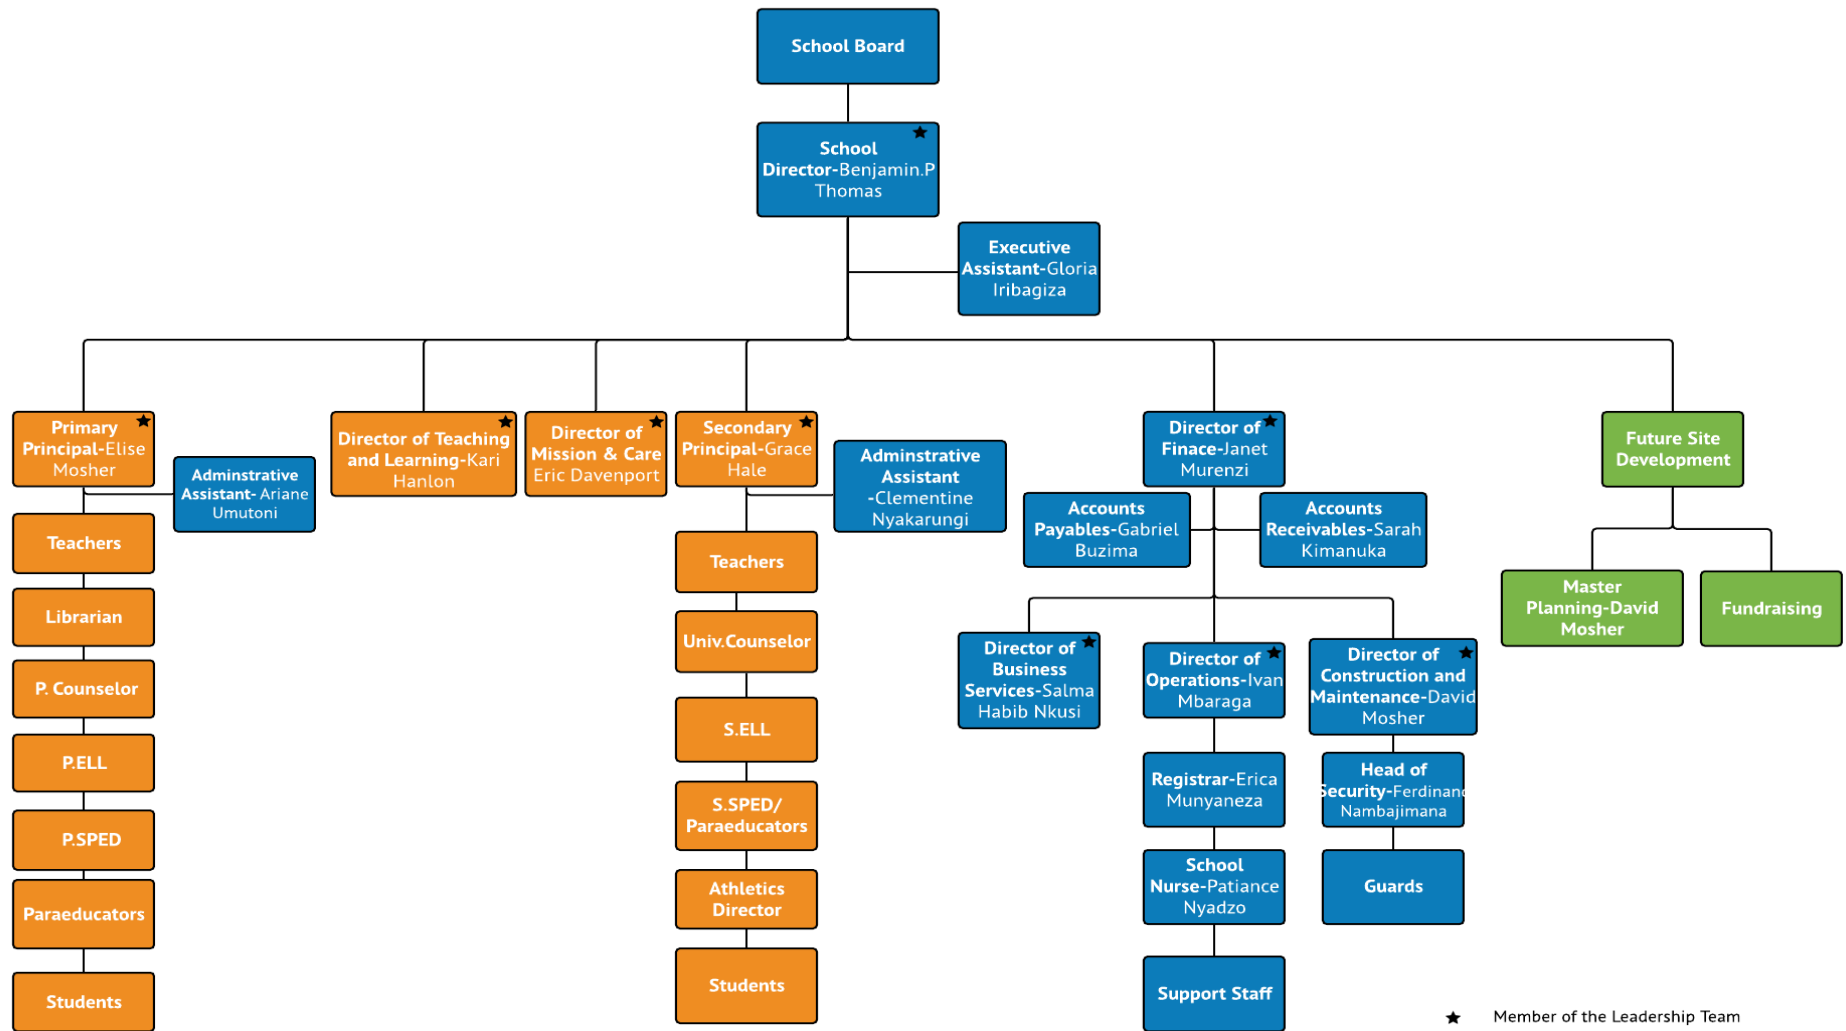 School Board
School
Director-Benjamin.P
Thomas
Executive
Assistant-Gloria
Iribagiza
Primary
Principal-Elise
Mosher
Adminstrative
Assistant- Ariane
Umutoni
Director of Teaching
and Learning-Kari
Hanlon
Director of
Mission & Care
Eric Davenport
Secondary
Principal-Grace
Hale
Adminstrative
Assistant
-Clementine
Nyakarungi
Director of
Finace-Janet
Murenzi
Future Site
Development
Accounts
Payables-Gabriel
Buzima
Accounts
Receivables-Sarah
Kimanuka
Master
Planning-David
Mosher
Fundraising
Teachers
Librarian
P. Counselor
P.ELL
P.SPED
Paraeducators
Students
Teachers
Univ.Counselor
S.ELL
S.SPED/
Paraeducators
Athletics
Director
Students
Director of
Business
Services-Salma
Habib Nkusi
Director of
Operations-Ivan
Mbaraga
Registrar-Erica
Munyaneza
School
Nurse-Patiance
Nyadzo
Support Staff
Director of
Construction and
Maintenance-David
Mosher
Head of
Security-Ferdinand
Nambajimana
Guards
★ Member of the Leadership Team